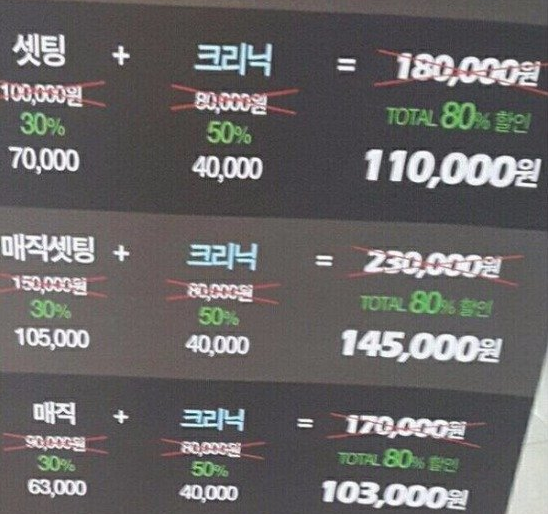 셋팅 + 크리닉 = 180,000원
100,000원 80,000원 TOTAL 80% 할인
30% 50%
70,000 40,000 110,000원
매직셋팅 + 크리닉 = 230,000원
150,000원 80,000원 TOTAL 80% 할인
30% 50%
105,000 40,000 145,000원
매직 + 크리닉 = 170,000원
90,000원 80,000원 TOTAL 80% 할인
30% 50%
63,000 40,000 103,000원